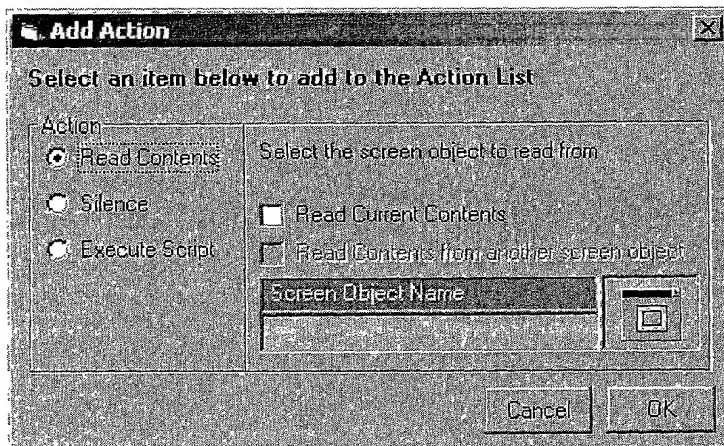 Add Action
Select an item below to add to the Action List
Action
Read Contents
Silence
Execute Script
Select the screen object to read from
Read Current Contents
Read Contents from another screen object
Screen Object Name
Cancel
OK